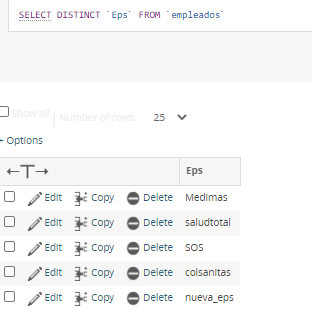 SELECT DISTINCT `Eps` FROM `empleados`
Show all Number of rows: 25
Options
Eps
Edit Copy Delete Medimas
Edit Copy Delete saludtotal
Edit Copy Delete SOS
Edit Copy Delete colsanitas
Edit Copy Delete nueva_eps